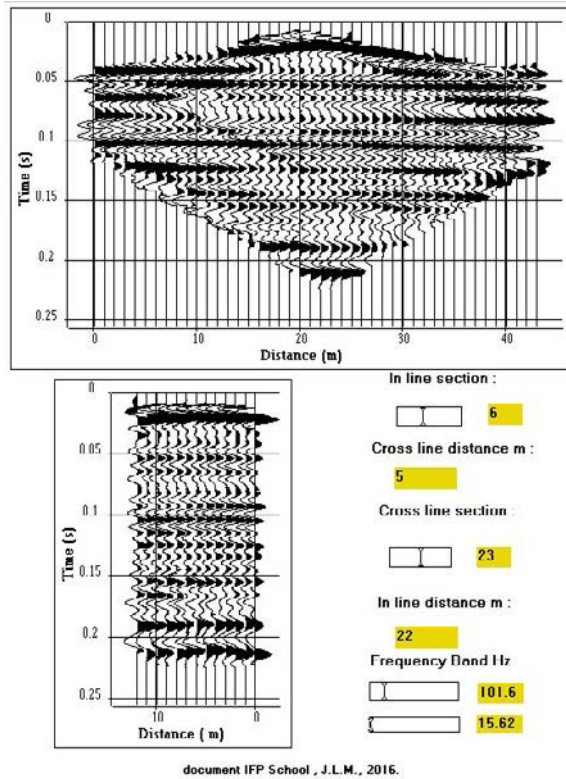 0
0.05
0.1
0.15
0.2
0.25
Time (s)
0 10 20 30 40
Distance (m)
0
0.05
0.1
0.15
0.2
0.25
Time (s)
10 0
Distance ( m)
In line section :
6
Cross line distance m :
5
Cross line section :
23
In line distance m :
22
Frequency Band Hz
101.6
15.62
document IFP School , J.L.M., 2016.